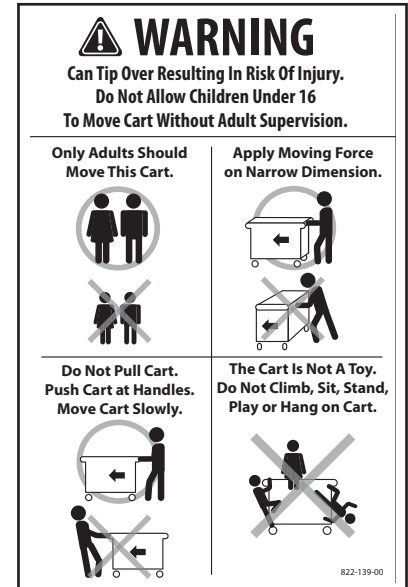 WARNING
Can Tip Over Resulting In Risk Of Injury.
Do Not Allow Children Under 16
To Move Cart Without Adult Supervision.
Only Adults Should
Move This Cart.
Apply Moving Force
on Narrow Dimension.
Do Not Pull Cart.
Push Cart at Handles.
Move Cart Slowly.
The Cart Is Not A Toy.
Do Not Climb, Sit, Stand,
Play or Hang on Cart.
822-139-00